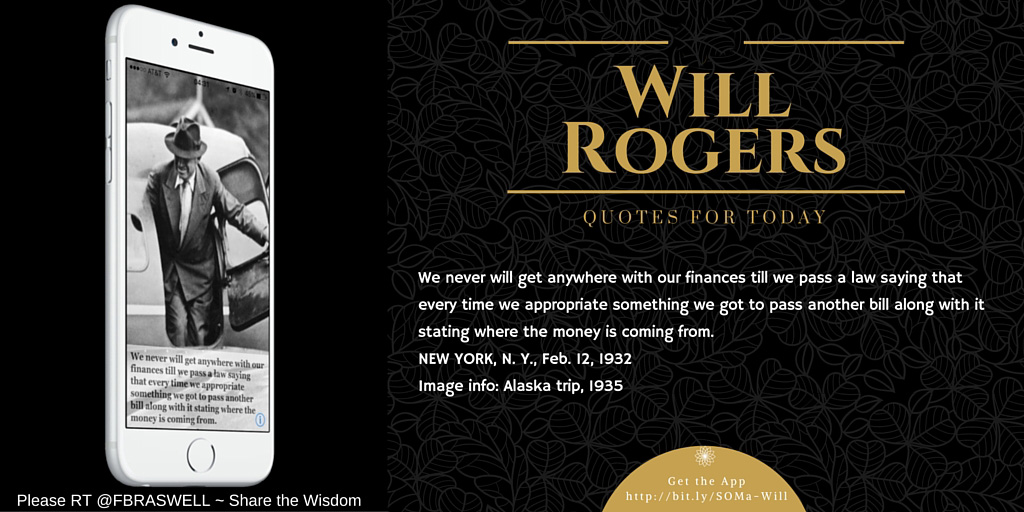 AT&T
04:33
We never will get anywhere with our
finances till we pass a law saying
that every time we appropriate
something we got to pass another
bill along with it stating where the
money is coming from.
Please RT @FBRASWELL ~ Share the Wisdom
WILL
ROGERS
QUOTES FOR TODAY
We never will get anywhere with our finances till we pass a law saying that
every time we appropriate something we got to pass another bill along with it
stating where the money is coming from.
NEW YORK, N. Y., Feb. 12, 1932
Image info: Alaska trip, 1935
Get the App
http://bit.ly/SOMa-Will